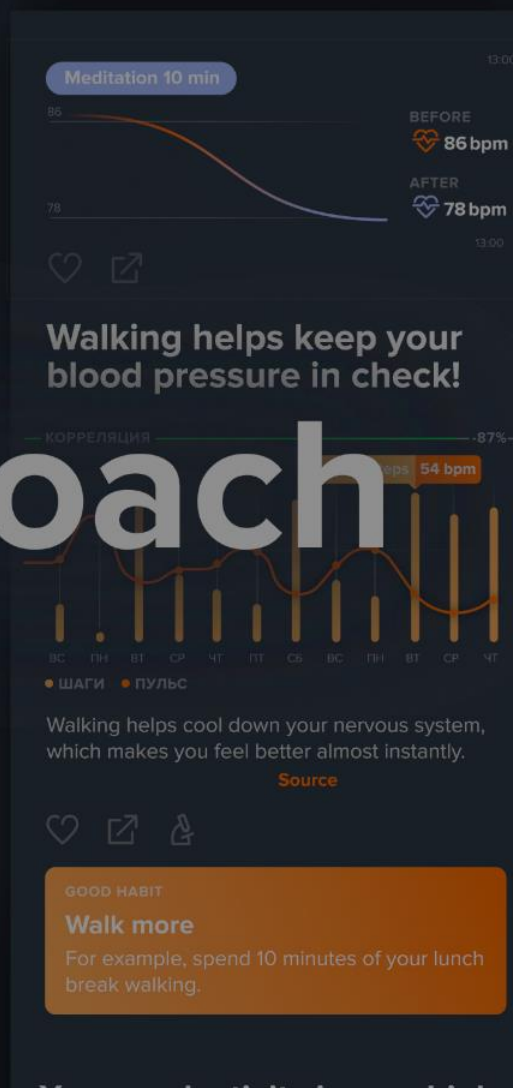 13:00
Meditation 10 min
86
BEFORE
86 bpm
AFTER
78 bpm
78
13:00
Walking helps keep your
blood pressure in check!
КОРРЕЛЯЦИЯ
-87%
oach
54 bpm
ВС ПН ВТ СР ЧТ ПТ СБ ВС ПН ВТ СР ЧТ
ШАГИ ПУЛЬС
Walking helps cool down your nervous system,
which makes you feel better almost instantly.
Source
GOOD HABIT
Walk more
For example, spend 10 minutes of your lunch
break walking.